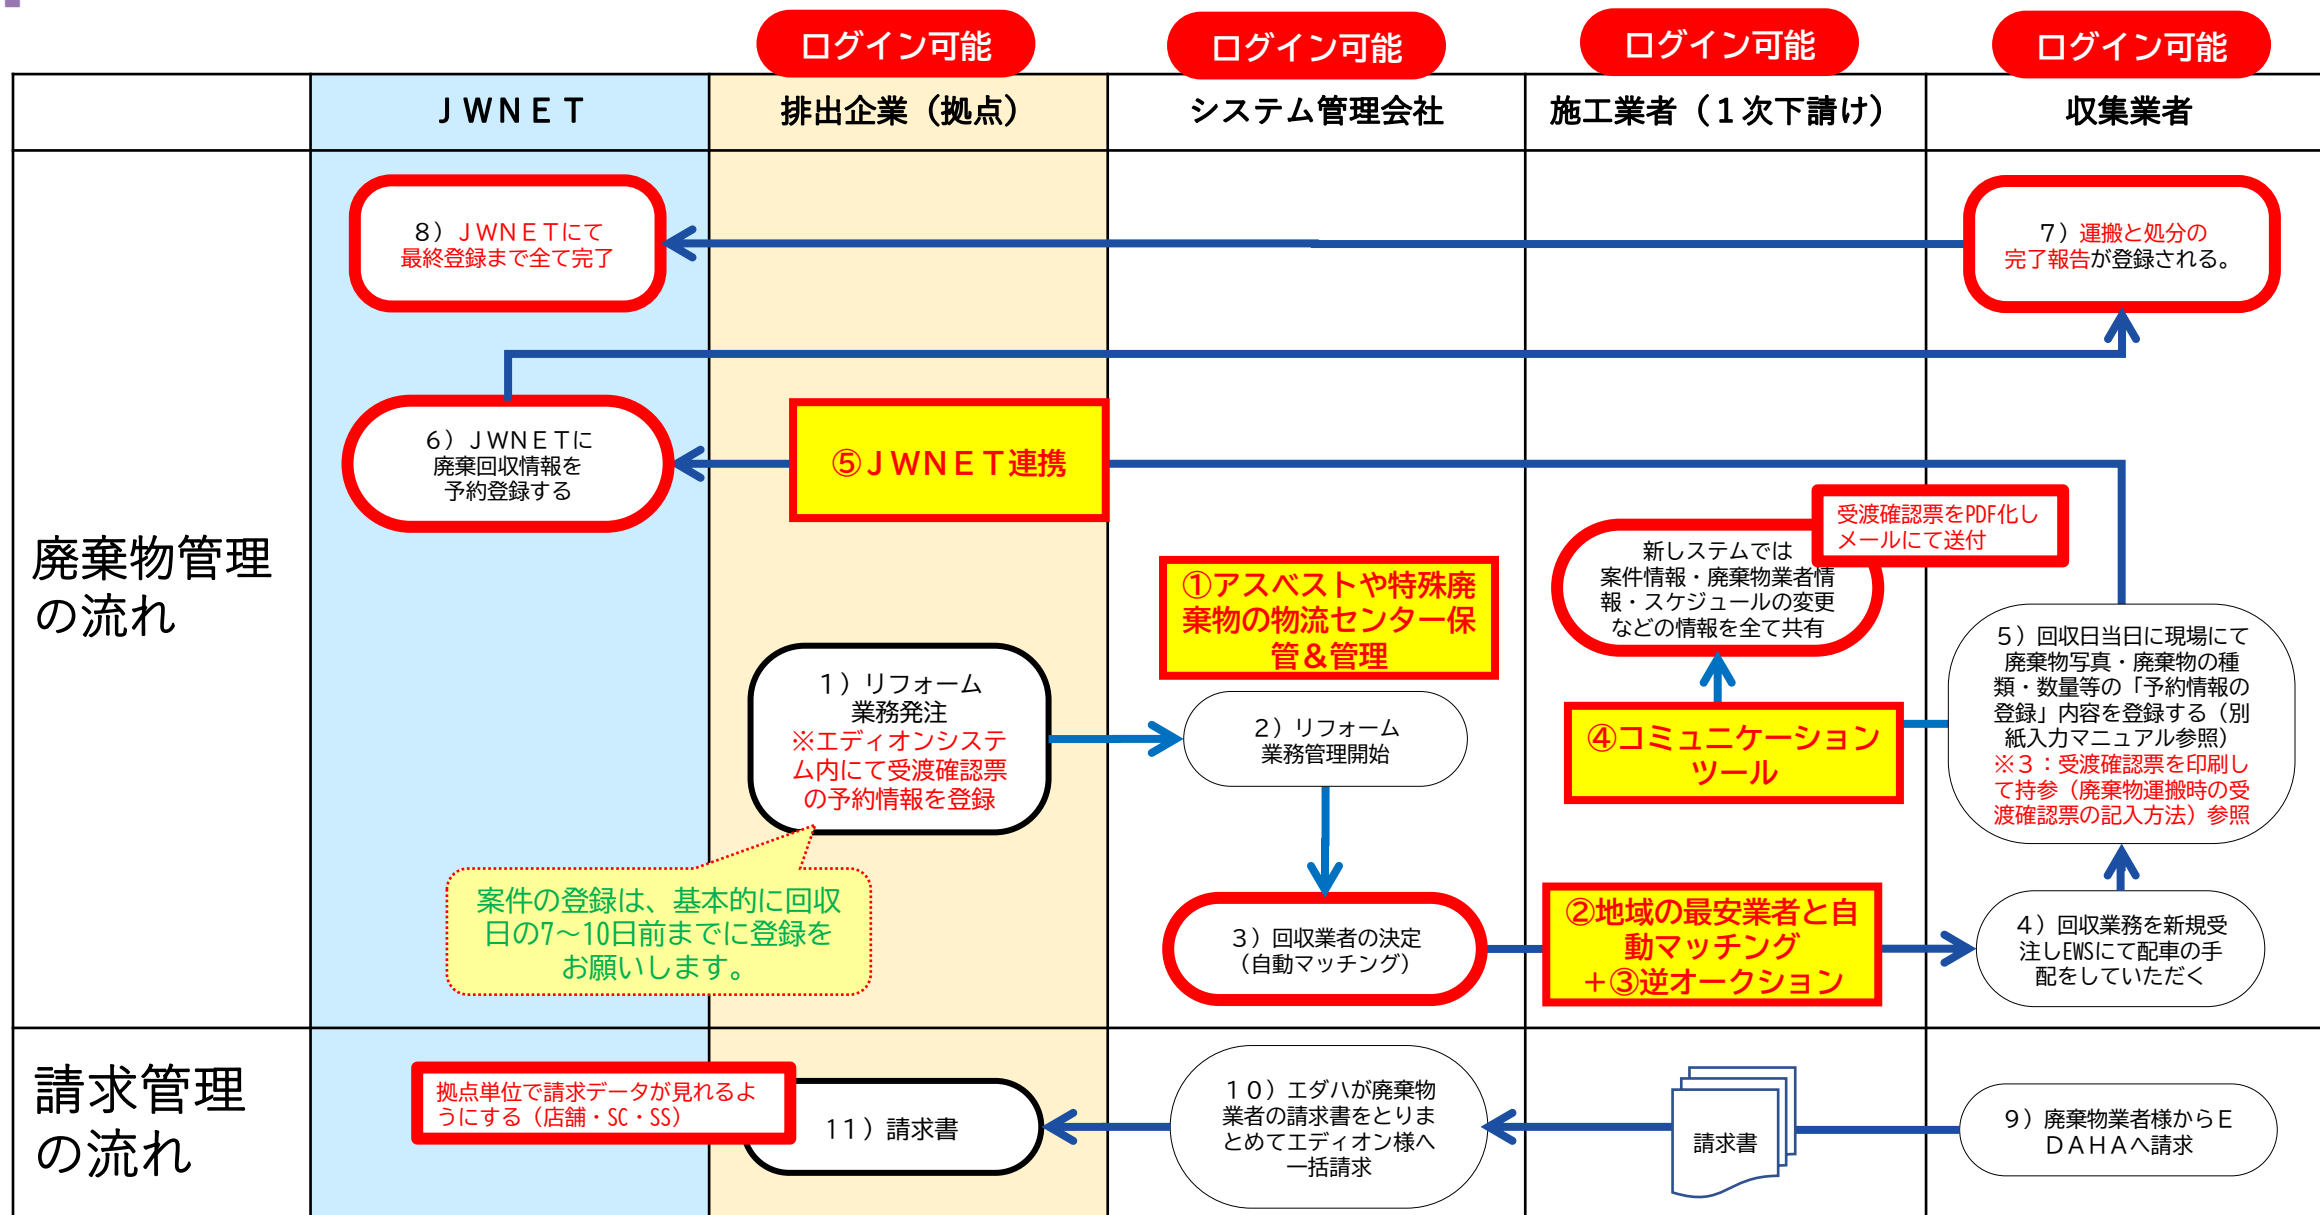 ログイン可能
ログイン可能
ログイン可能
ログイン可能
ＪＷＮＥＴ
排出企業（拠点）
システム管理会社
施工業者（１次下請け）
収集業者
廃棄物管理
の流れ
８）ＪＷＮＥＴにて
最終登録まで全て完了
７）運搬と処分の
完了報告が登録される。
６）ＪＷＮＥＴに
廃棄回収情報を
予約登録する
⑤ＪＷＮＥＴ連携
受渡確認票をPDF化し
メールにて送付
新しステムでは
案件情報・廃棄物業者情
報・スケジュールの変更
などの情報を全て共有
①アスベストや特殊廃
棄物の物流センター保
管＆管理
１）リフォーム
業務発注
※エディオンシステ
ム内にて受渡確認票
の予約情報を登録
２）リフォーム
業務管理開始
④コミュニケーション
ツール
５）回収日当日に現場にて
廃棄物写真・廃棄物の種
類・数量等の「予約情報の
登録」内容を登録する（別
紙入力マニュアル参照）
※３：受渡確認票を印刷し
て持参（廃棄物運搬時の受
渡確認票の記入方法）参照
案件の登録は、基本的に回収
日の7～10日前までに登録を
お願いします。
３）回収業者の決定
（自動マッチング）
②地域の最安業者と自
動マッチング
＋③逆オークション
４）回収業務を新規受
注しEWSにて配車の手
配をしていただく
請求管理
の流れ
拠点単位で請求データが見れるよ
うにする（店舗・SC・SS）
１１）請求書
１０）エダハが廃棄物
業者の請求書をとりま
とめてエディオン様へ
一括請求
請求書
９）廃棄物業者様からＥ
ＤＡＨＡへ請求